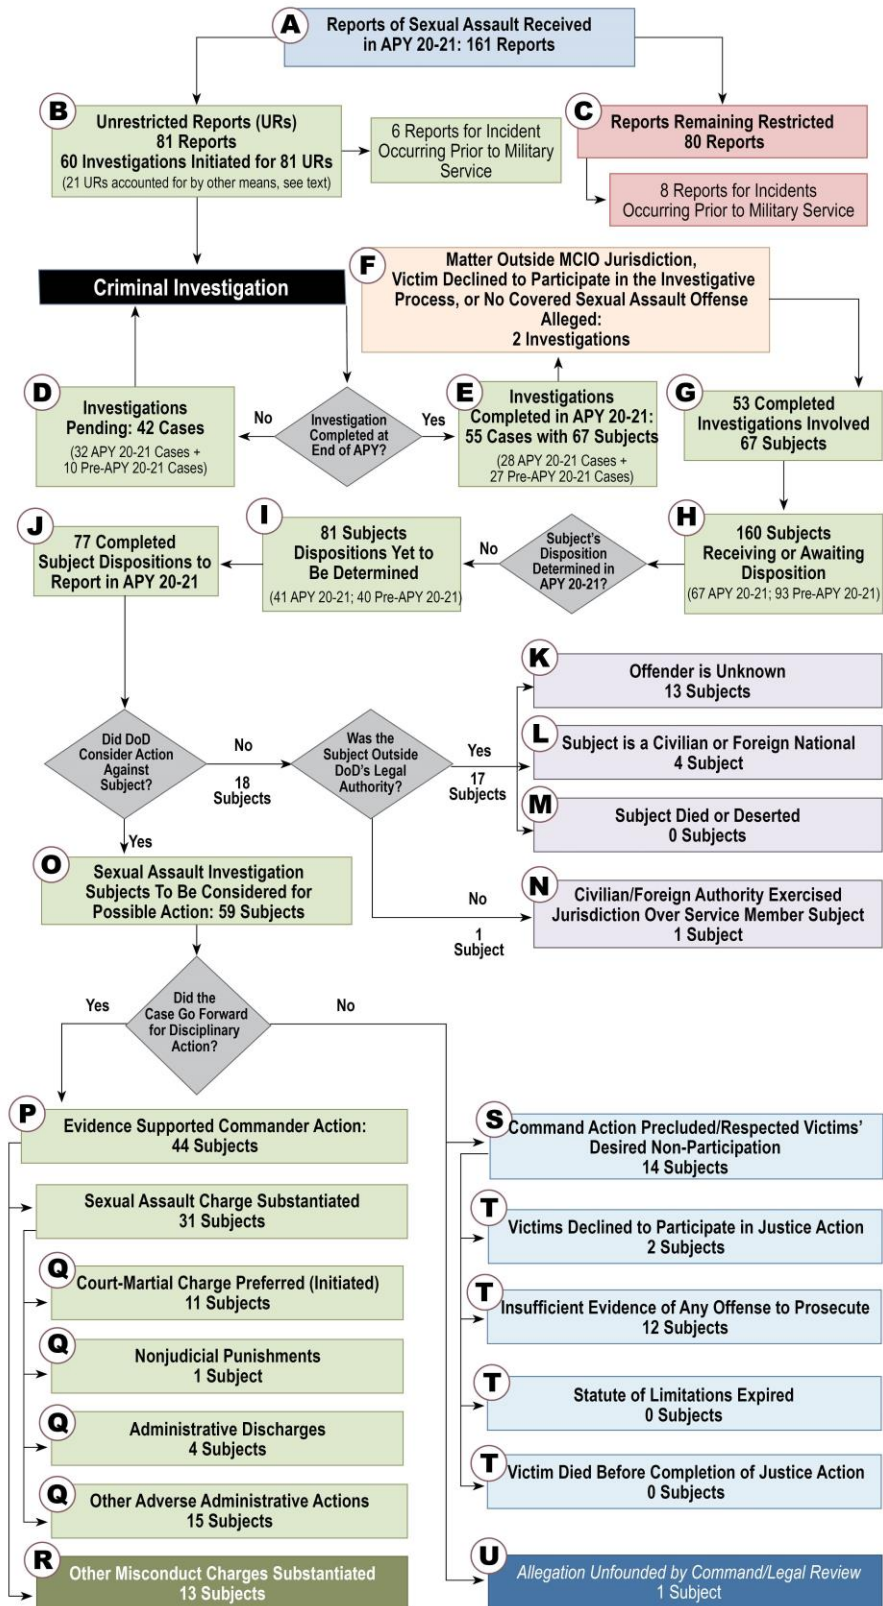 A
Reports of Sexual Assault Received
in APY 20-21: 161 Reports
B
Unrestricted Reports (URs)
81 Reports
60 Investigations Initiated for 81 URs
(21 URs accounted for by other means, see text)
6 Reports for Incident
Occurring Prior to Military
Service
C
Reports Remaining Restricted
80 Reports
8 Reports for Incidents
Occurring Prior to Military Service
Criminal Investigation
F
Matter Outside MCIO Jurisdiction,
Victim Declined to Participate in the Investigative
Process, or No Covered Sexual Assault Offense
Alleged:
2 Investigations
D
Investigations
Pending: 42 Cases
(32 APY 20-21 Cases +
10 Pre-APY 20-21 Cases)
No
Investigation
Completed at
End of APY?
Yes
E
Investigations
Completed in APY 20-21:
55 Cases with 67 Subjects
(28 APY 20-21 Cases +
27 Pre-APY 20-21 Cases)
G
53 Completed
Investigations Involved
67 Subjects
H
160 Subjects
Receiving or Awaiting
Disposition
(67 APY 20-21; 93 Pre-APY 20-21)
Subject's
Disposition
Determined in
APY 20-21?
No
I
81 Subjects
Dispositions Yet to
Be Determined
(41 APY 20-21; 40 Pre-APY 20-21)
J
77 Completed
Subject Dispositions to
Report in APY 20-21
Did DoD
Consider Action
Against
Subject?
No
18
Subjects
Was the
Subject Outside
DoD's Legal
Authority?
Yes
17
Subjects
K
Offender is Unknown
13 Subjects
L
Subject is a Civilian or Foreign National
4 Subject
M
Subject Died or Deserted
0 Subjects
No
1
Subject
N
Civilian/Foreign Authority Exercised
Jurisdiction Over Service Member Subject
1 Subject
Yes
O
Sexual Assault Investigation
Subjects To Be Considered for
Possible Action: 59 Subjects
Yes
Did the
Case Go Forward
for Disciplinary
Action?
No
P
Evidence Supported Commander Action:
44 Subjects
Sexual Assault Charge Substantiated
31 Subjects
Q
Court-Martial Charge Preferred (Initiated)
11 Subjects
Q
Nonjudicial Punishments
1 Subject
Q
Administrative Discharges
4 Subjects
Q
Other Adverse Administrative Actions
15 Subjects
R
Other Misconduct Charges Substantiated
13 Subjects
S
Command Action Precluded/Respected Victims'
Desired Non-Participation
14 Subjects
T
Victims Declined to Participate in Justice Action
2 Subjects
T
Insufficient Evidence of Any Offense to Prosecute
12 Subjects
T
Statute of Limitations Expired
0 Subjects
T
Victim Died Before Completion of Justice Action
0 Subjects
U
Allegation Unfounded by Command/Legal Review
1 Subject